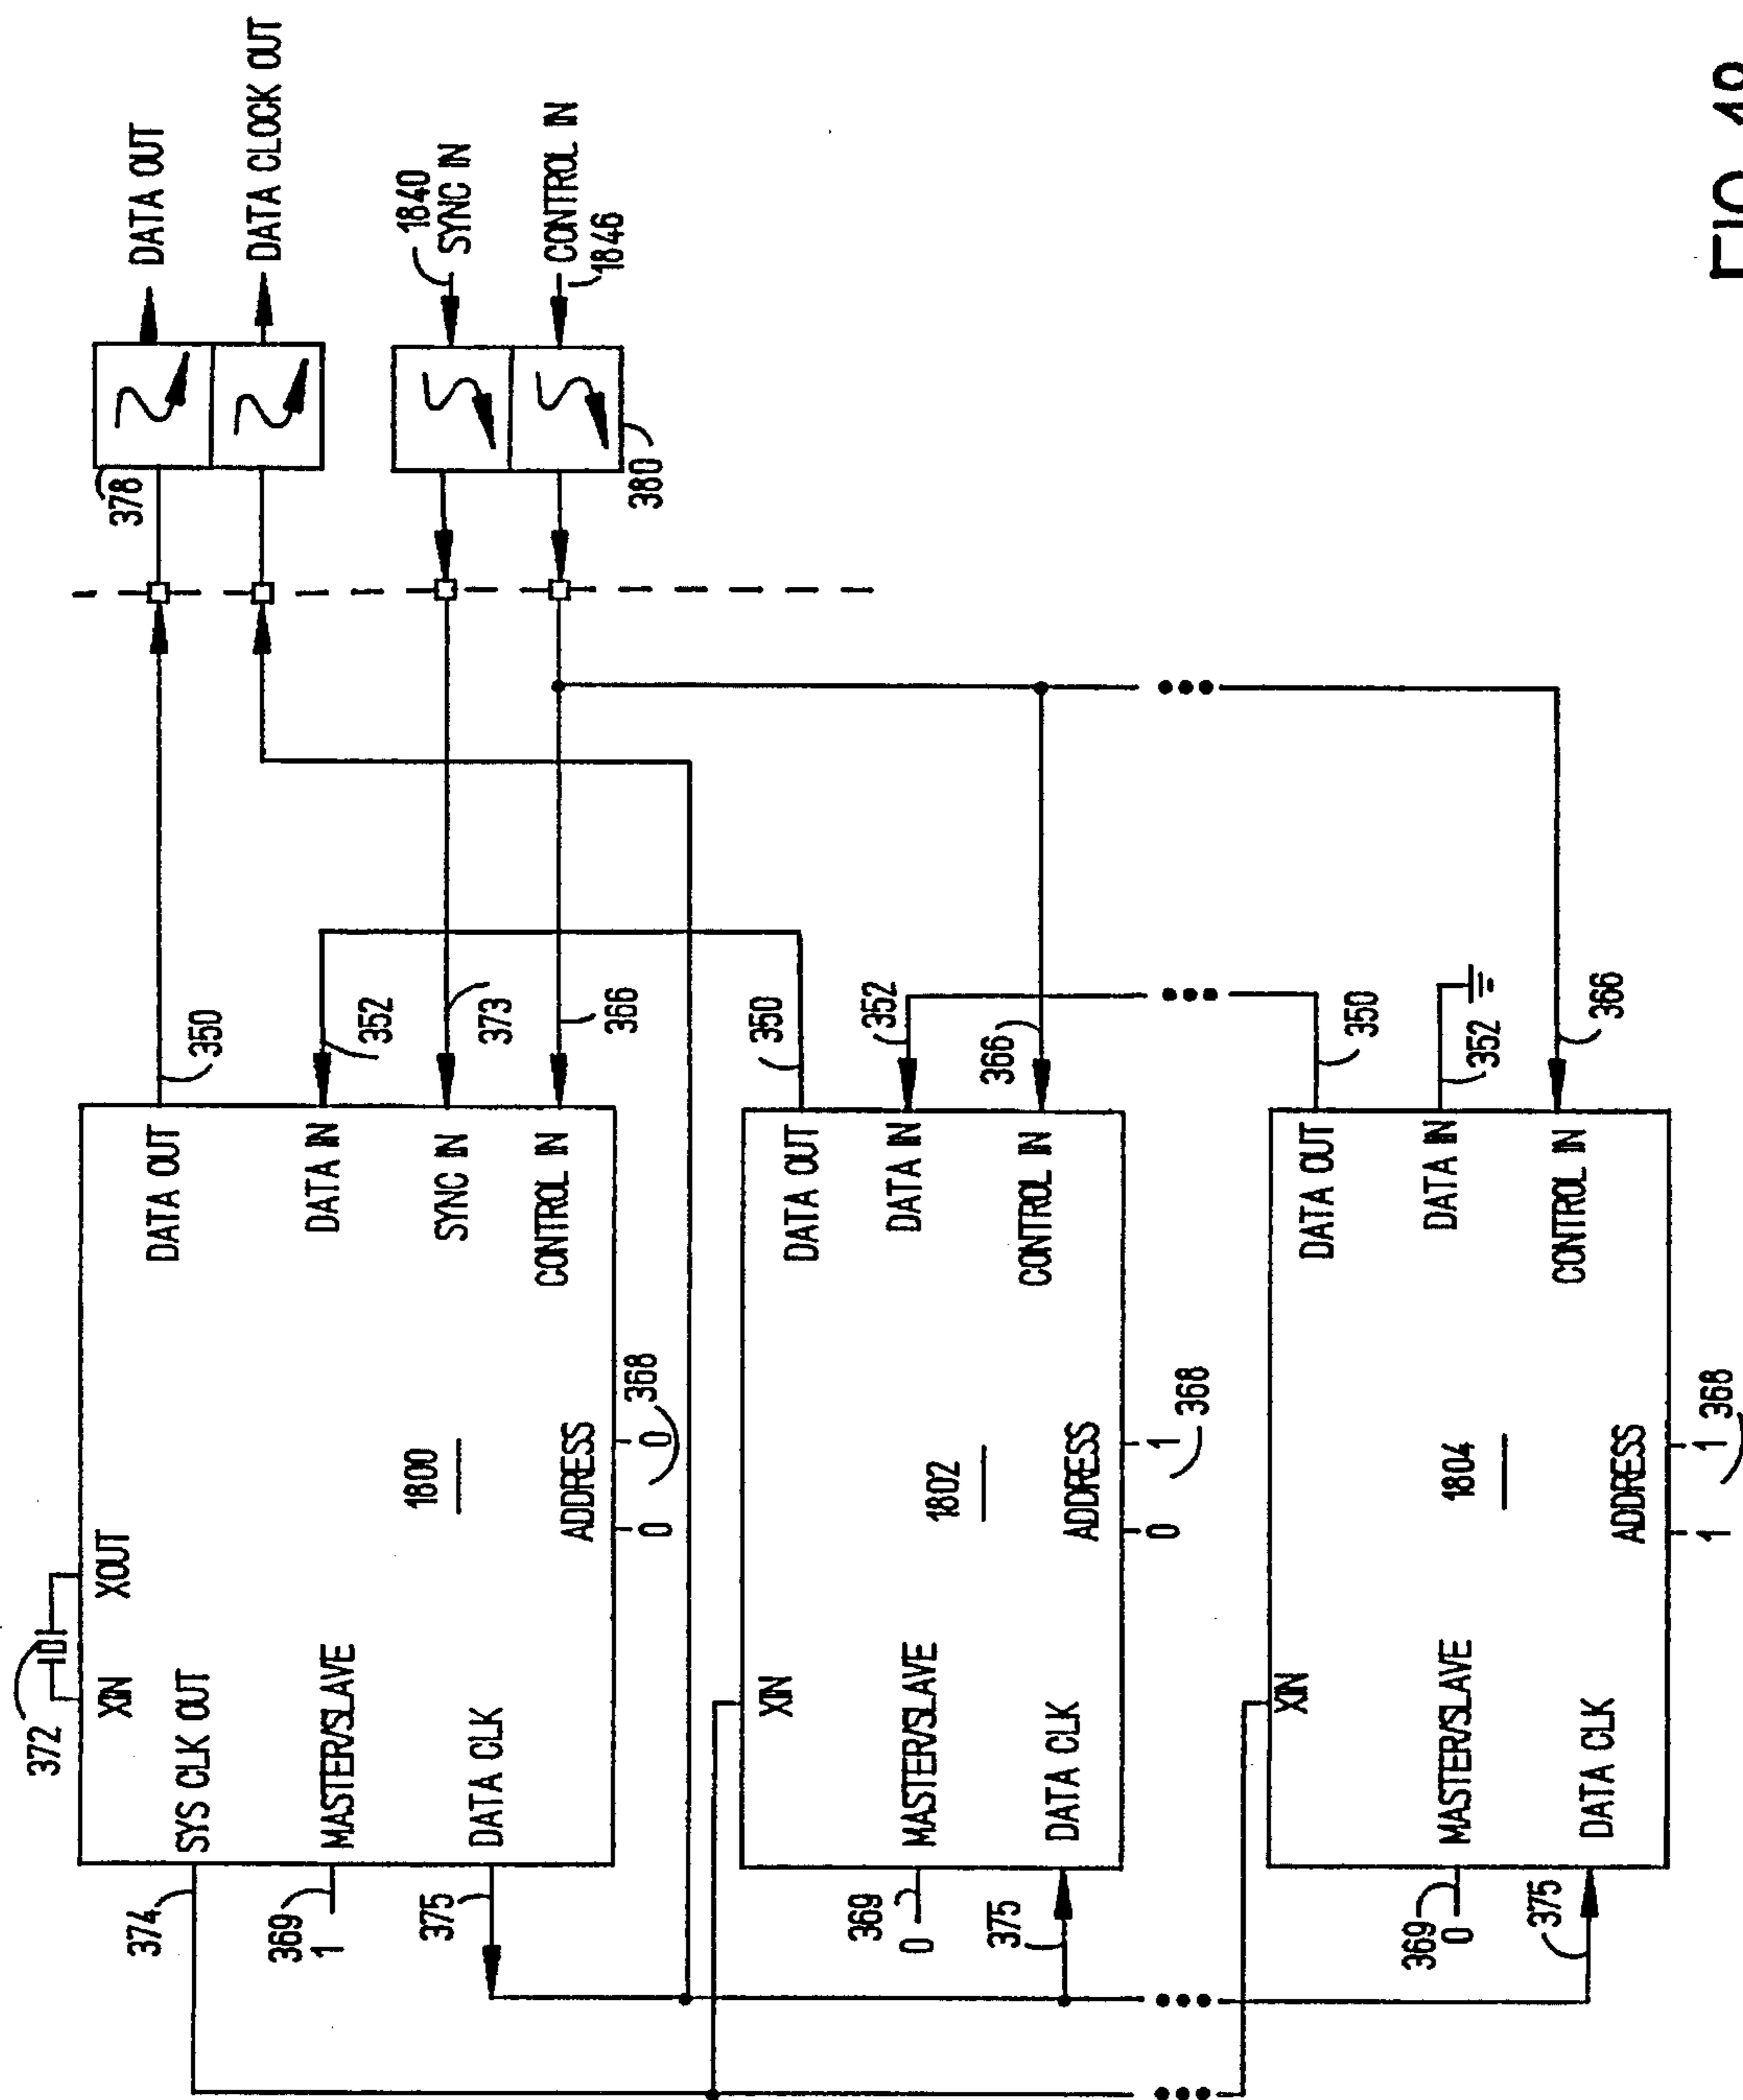 DATA OUT
DATA CLOCK OUT
1840
SYNC IN
CONTROL IN
1846
378
380
372
XIN
XOUT
374
SYS CLK OUT
369
1
MASTER/SLAVE
375
DATA CLK
1800
ADDRESS
0
0
368
DATA OUT
350
DATA IN
352
SYNC IN
373
CONTROL IN
366
XIN
369
0
MASTER/SLAVE
375
DATA CLK
1802
ADDRESS
0
1
368
DATA OUT
350
DATA IN
352
CONTROL IN
366
XIN
369
0
MASTER/SLAVE
375
DATA CLK
1804
ADDRESS
1
1
368
DATA OUT
350
DATA IN
352
CONTROL IN
366
FIG